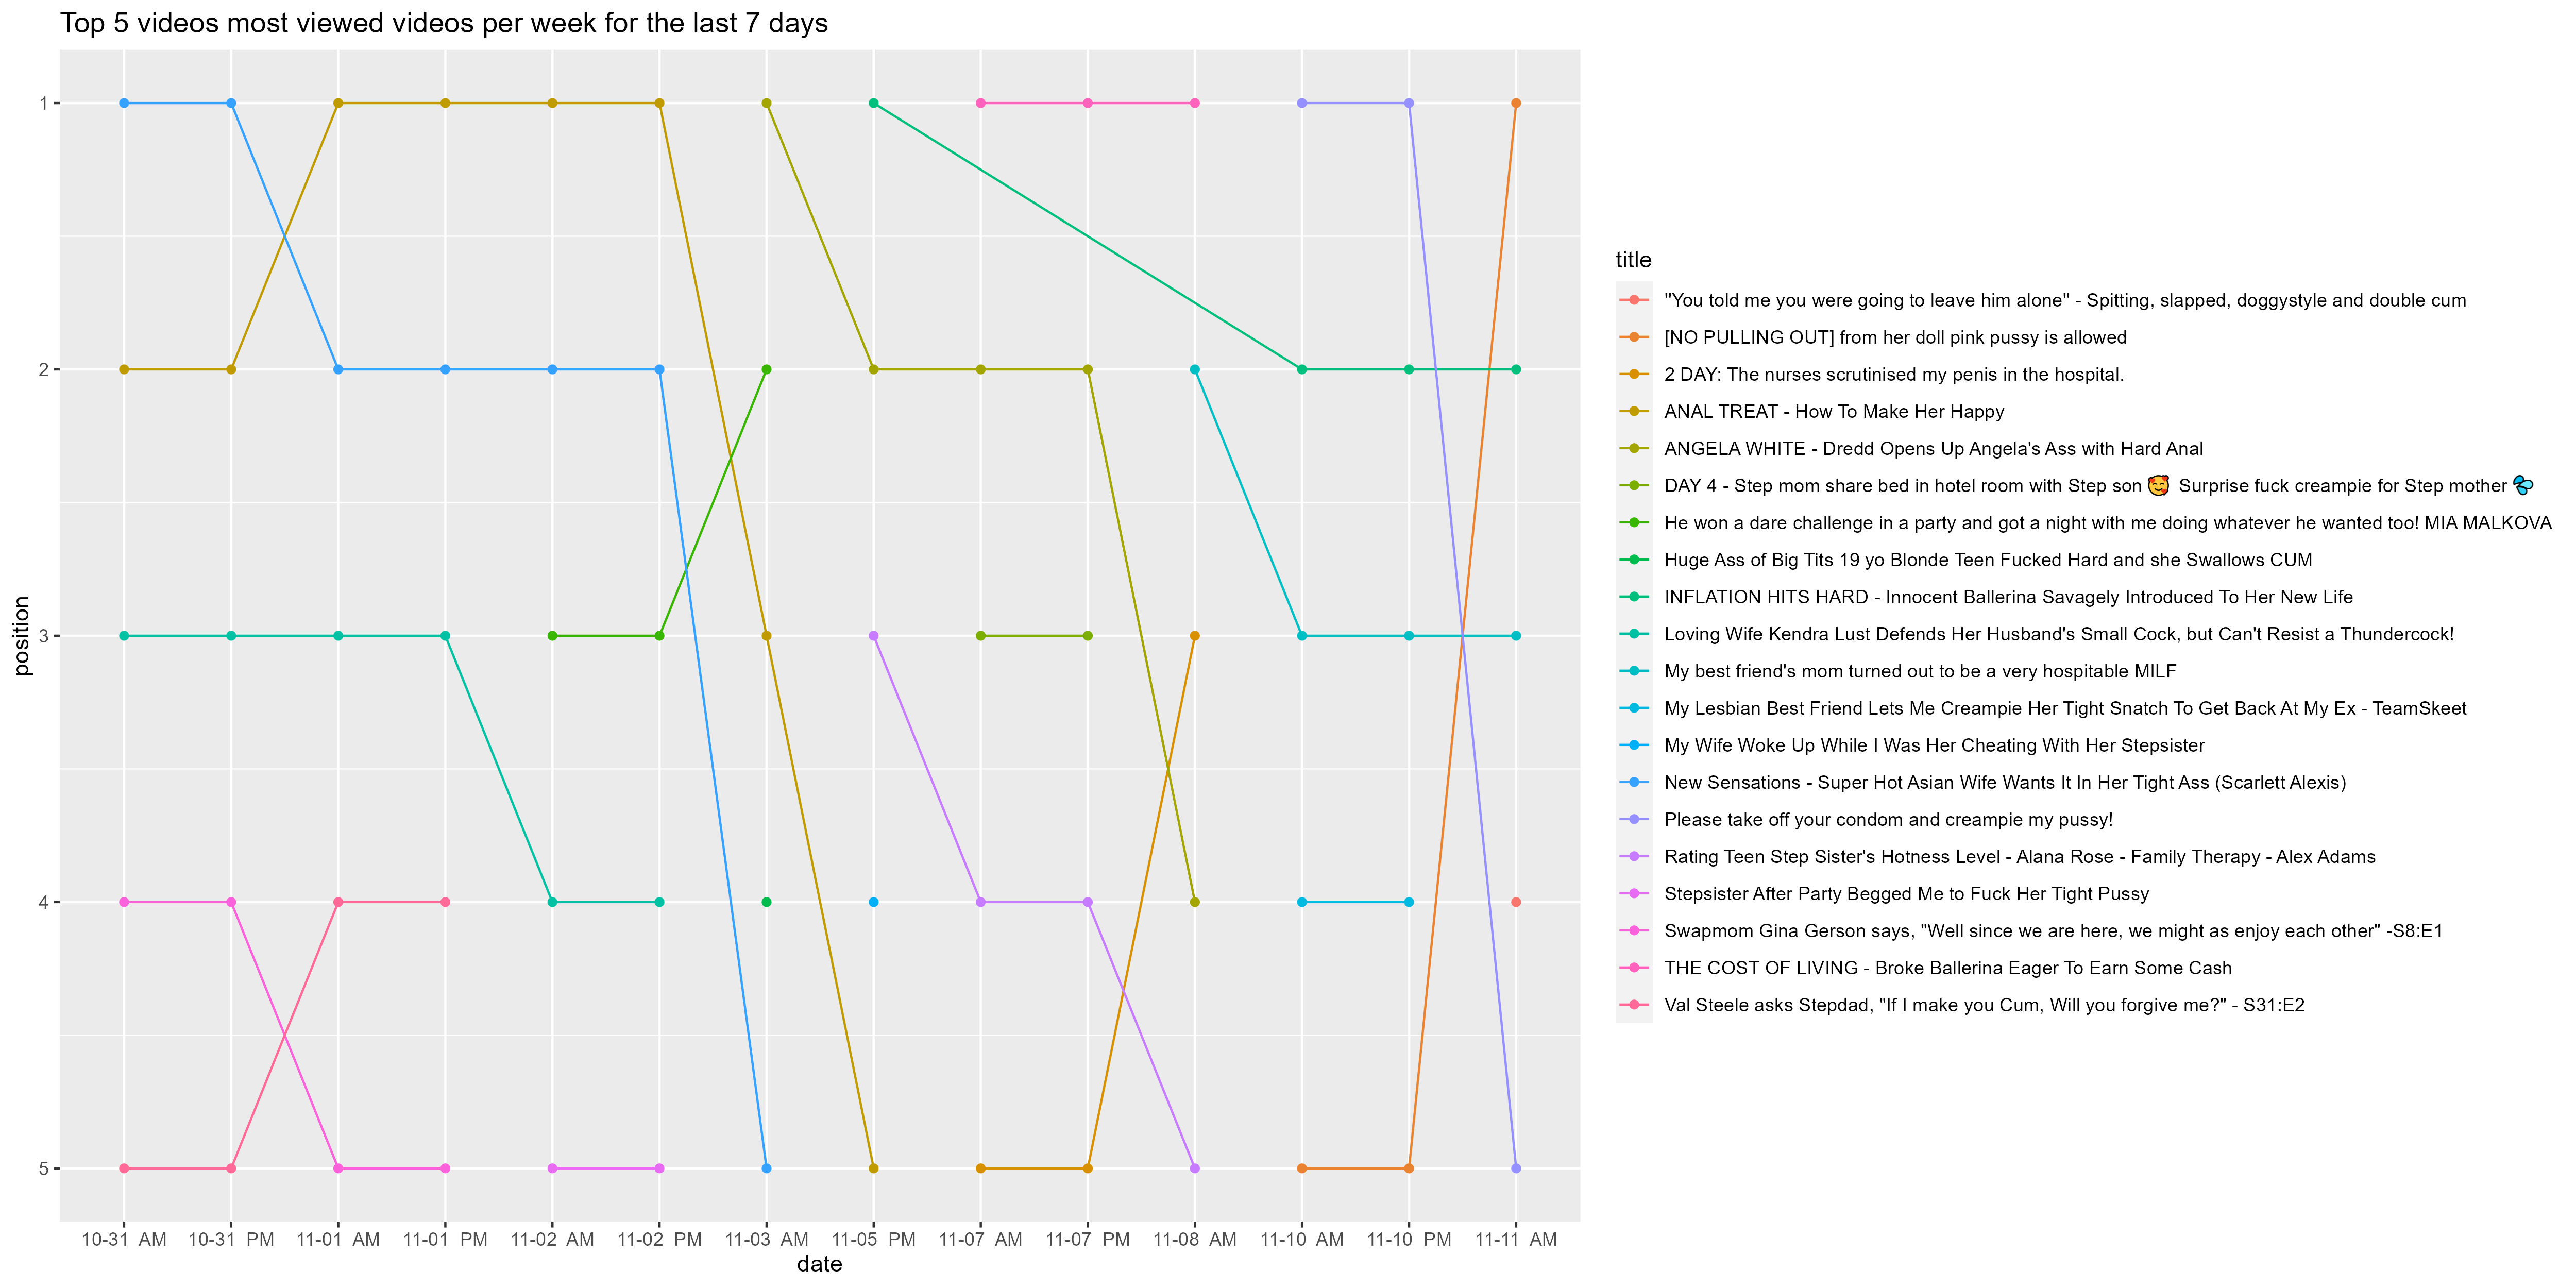 Top 5 videos most viewed videos per week for the last 7 days
position
1
2
3
4
5
10-31 AM
10-31 PM
11-01 AM
11-01 PM
11-02 AM
11-02 PM
11-03 AM
11-05 PM
11-07 AM
11-07 PM
11-08 AM
11-10 AM
11-10 PM
11-11 AM
date
title
"You told me you were going to leave him alone" - Spitting, slapped, doggystyle and double cum
[NO PULLING OUT] from her doll pink pussy is allowed
2 DAY: The nurses scrutinised my penis in the hospital.
ANAL TREAT - How To Make Her Happy
ANGELA WHITE - Dredd Opens Up Angela's Ass with Hard Anal
DAY 4 - Step mom share bed in hotel room with Step son 🥰 Surprise fuck creampie for Step mother 💦
He won a dare challenge in a party and got a night with me doing whatever he wanted too! MIA MALKOVA
Huge Ass of Big Tits 19 yo Blonde Teen Fucked Hard and she Swallows CUM
INFLATION HITS HARD - Innocent Ballerina Savagely Introduced To Her New Life
Loving Wife Kendra Lust Defends Her Husband's Small Cock, but Can't Resist a Thundercock!
My best friend's mom turned out to be a very hospitable MILF
My Lesbian Best Friend Lets Me Creampie Her Tight Snatch To Get Back At My Ex - TeamSkeet
My Wife Woke Up While I Was Her Cheating With Her Stepsister
New Sensations - Super Hot Asian Wife Wants It In Her Tight Ass (Scarlett Alexis)
Please take off your condom and creampie my pussy!
Rating Teen Step Sister's Hotness Level - Alana Rose - Family Therapy - Alex Adams
Stepsister After Party Begged Me to Fuck Her Tight Pussy
Swapmom Gina Gerson says, "Well since we are here, we might as enjoy each other" -S8:E1
THE COST OF LIVING - Broke Ballerina Eager To Earn Some Cash
Val Steele asks Stepdad, "If I make you Cum, Will you forgive me?" - S31:E2